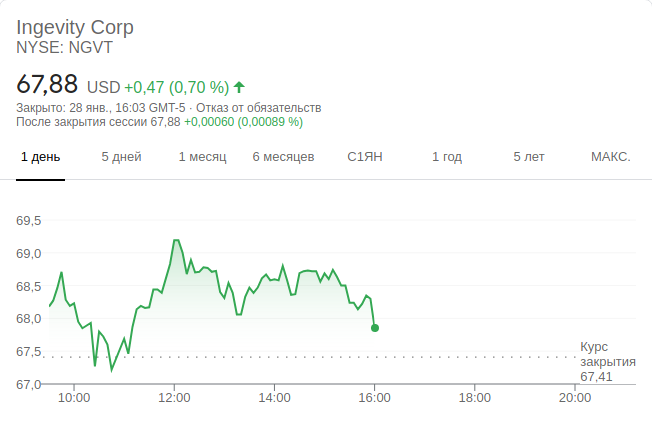 Ingevity Corp
NYSE: NGVT
67,88 USD +0,47 (0,70 %)
Закрыто: 28 янв., 16:03 GMT-5 · Отказ от обязательств
После закрытия сессии 67,88 +0,00060 (0,00089 %)
1 день 5 дней 1 месяц 6 месяцев С1ЯН 1 год 5 лет МАКС.
69,5
69,0
68,5
68,0
67,5
67,0
Курс
закрытия
67,41
10:00 12:00 14:00 16:00 18:00 20:00